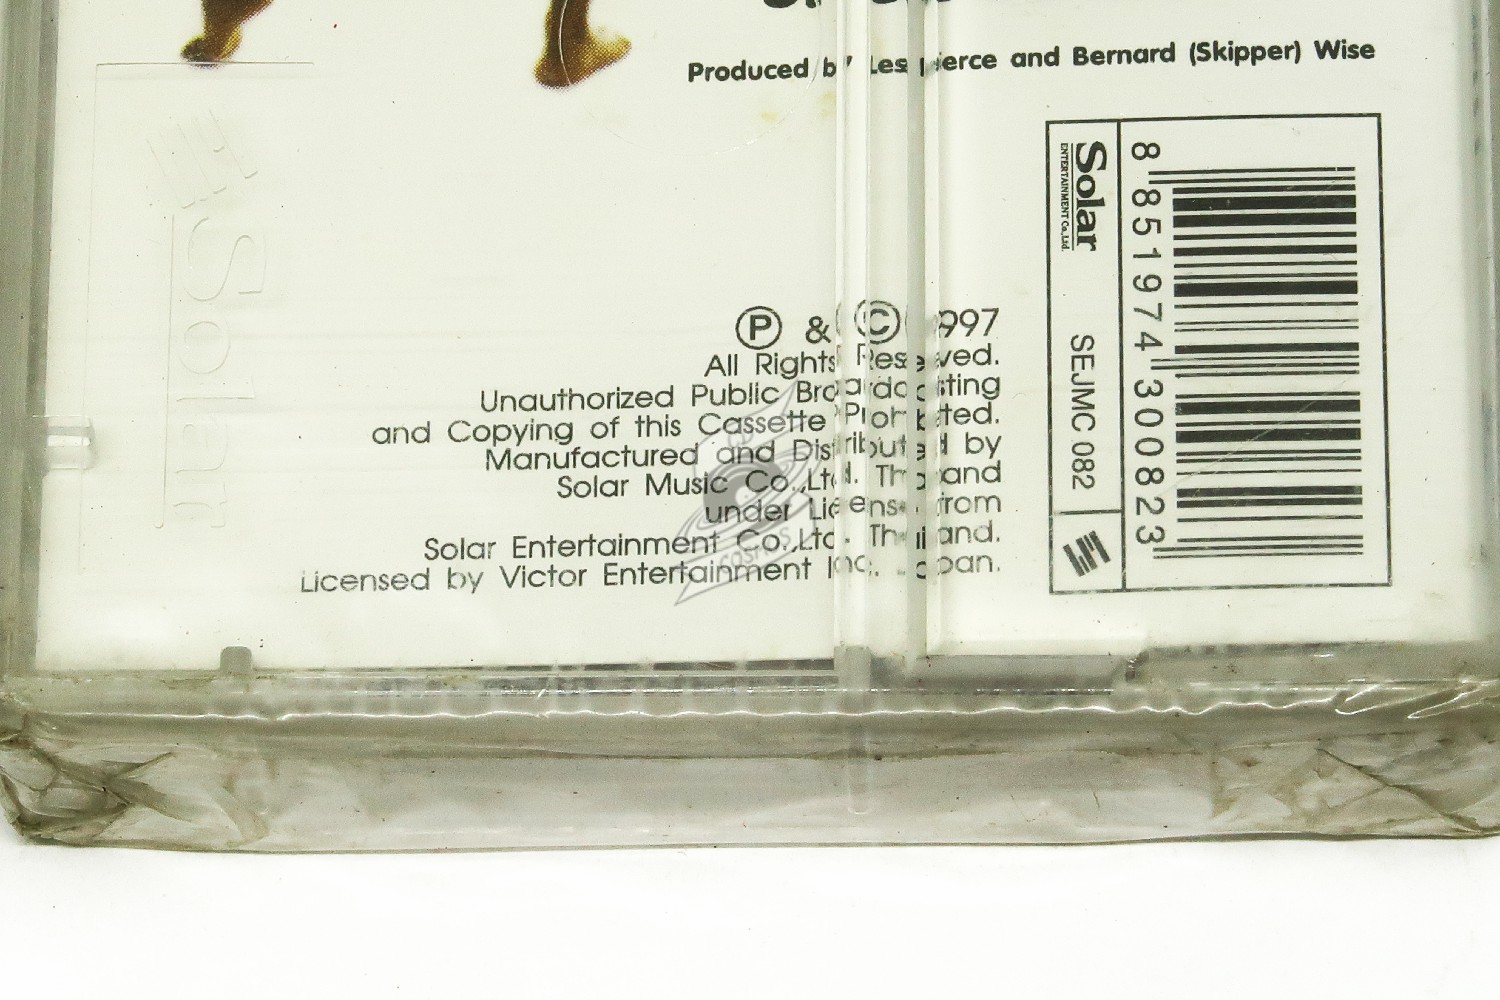 Produced by Les Pierce and Bernard (Skipper) Wise
Ⓟ & © 1997
All Rights Reserved.
Unauthorized Public Broadcasting
and Copying of this Cassette Prohibited.
Manufactured and Distributed by
Solar Music Co.,Ltd. Thailand
under License from
Solar Entertainment Co.,Ltd. Thailand.
Licensed by Victor Entertainment Inc. Japan.
Solar
ENTERTAINMENT Co.,Ltd.
SEJMC 082
8 851974 300823
Solar
CD
COSMOS